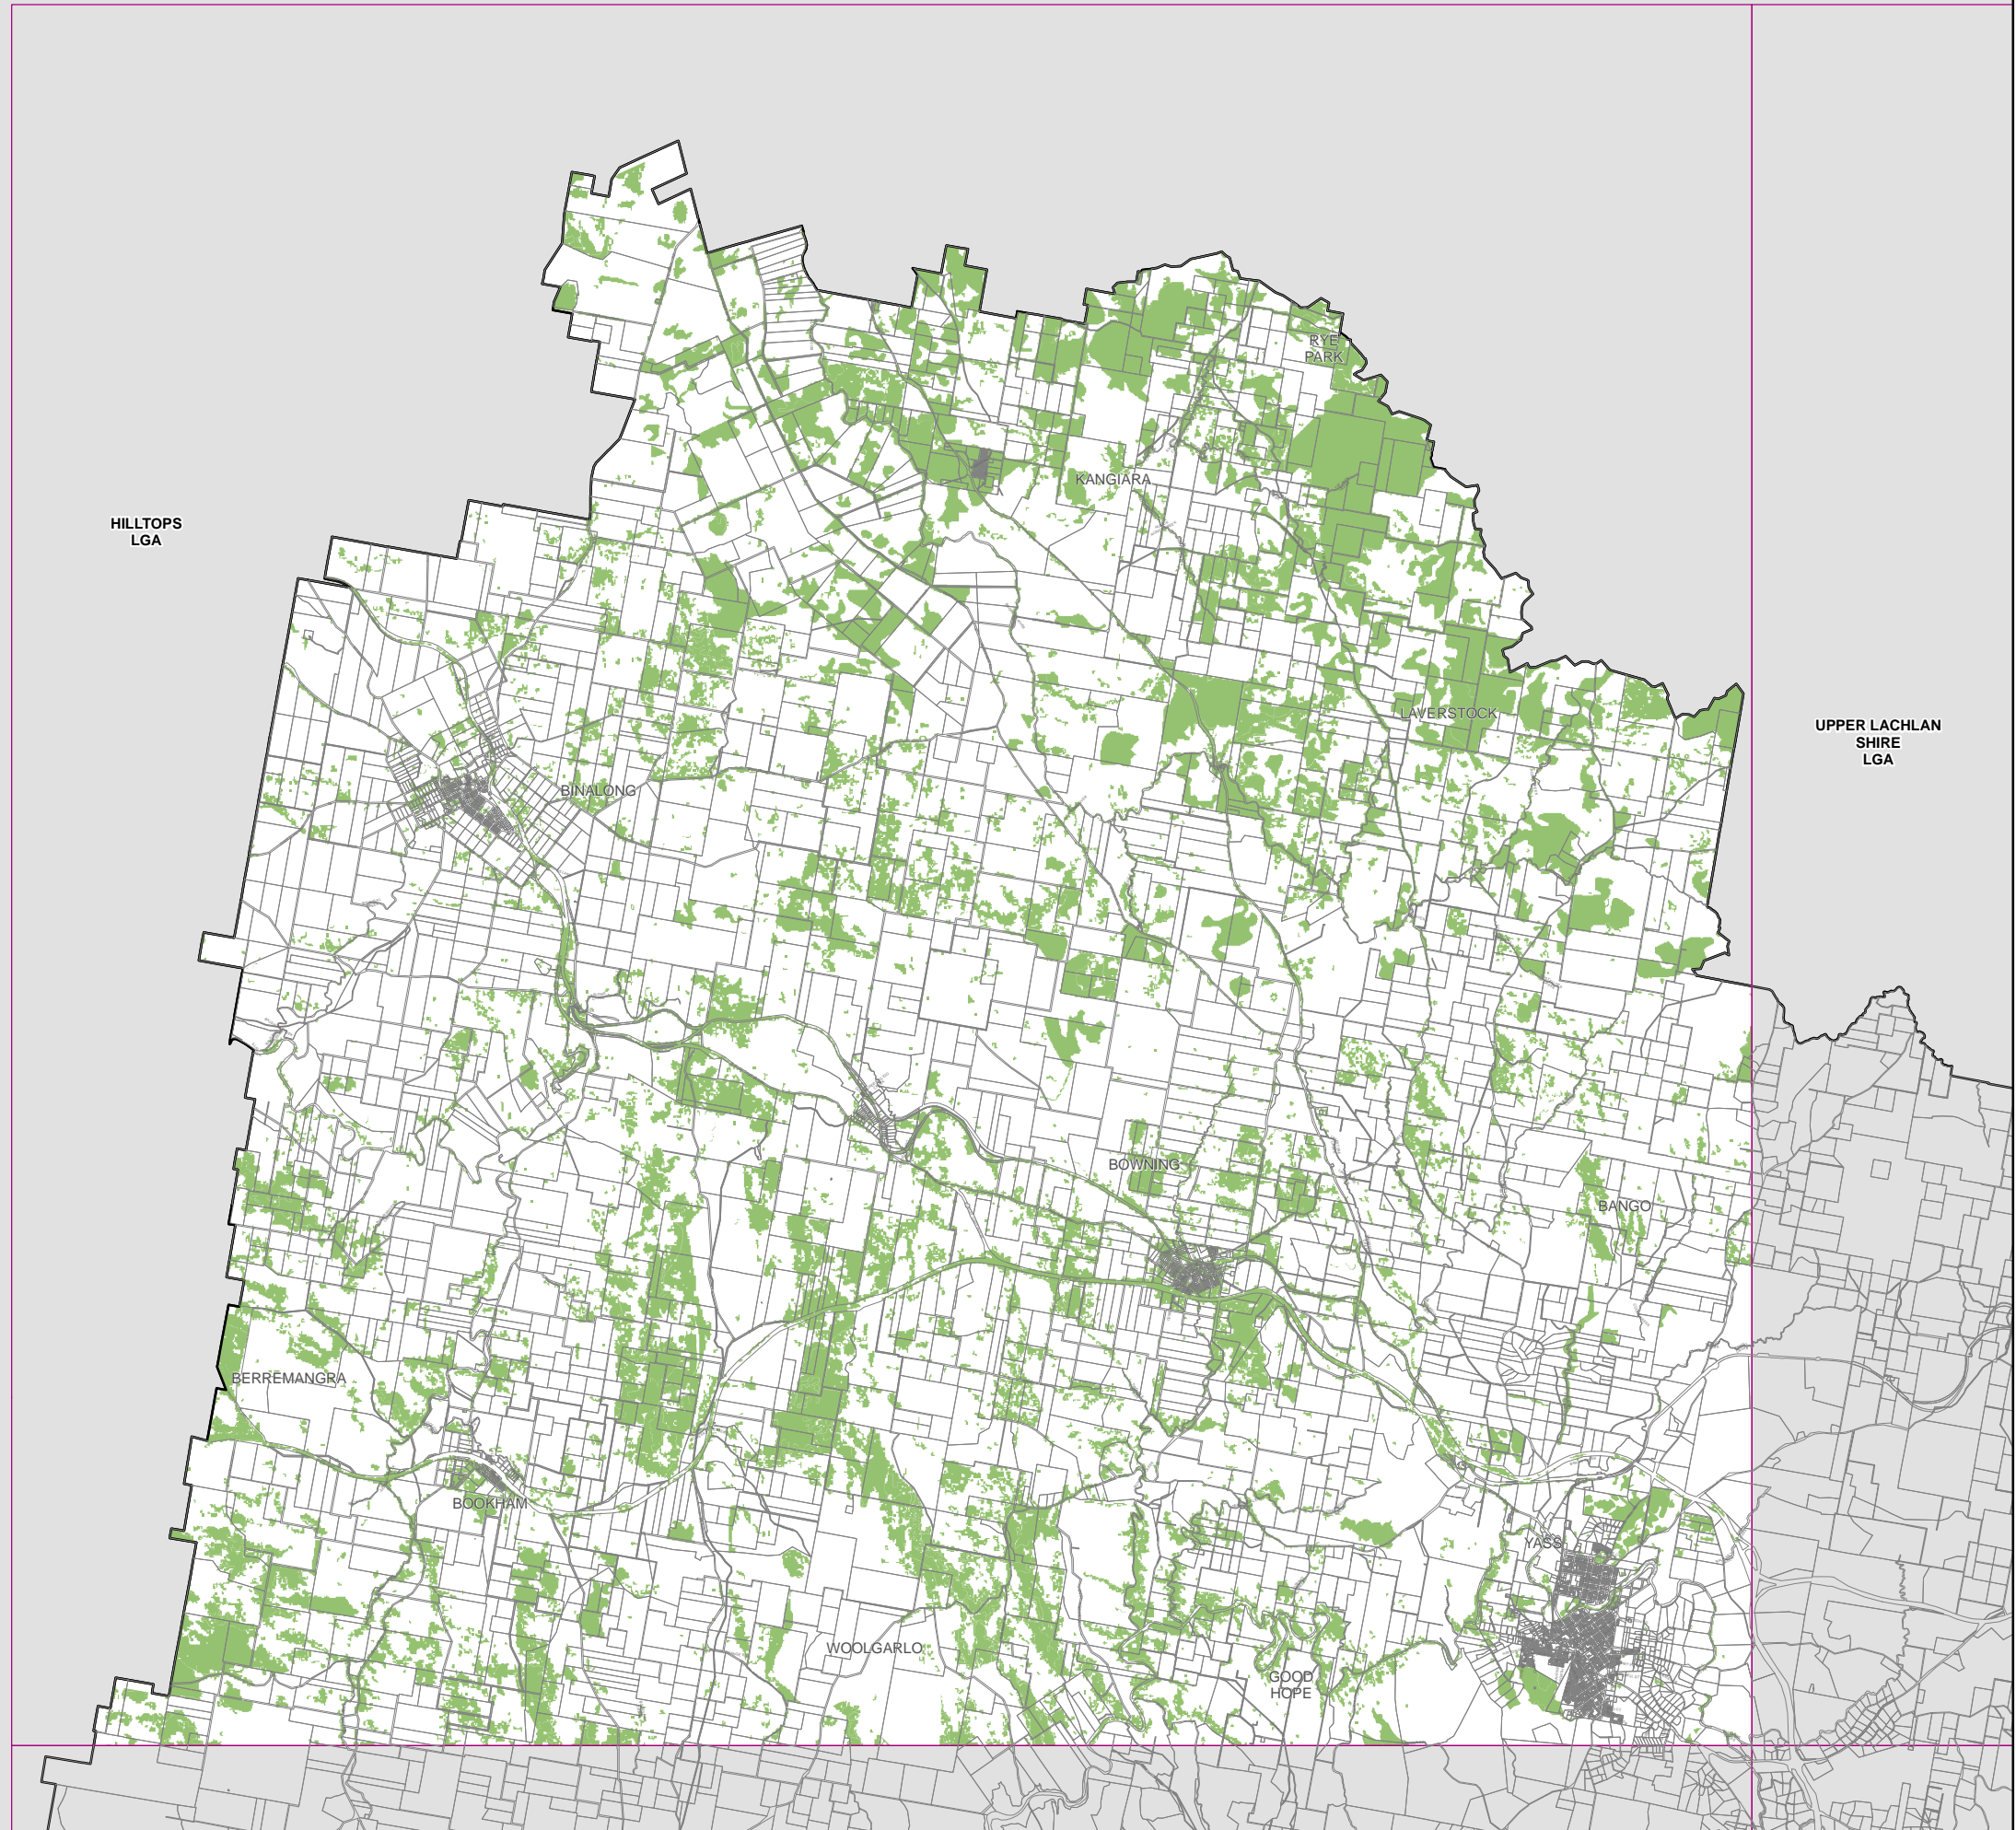 RYE
PARK
KANGIARA
HILLTOPS
LGA
LAVERSTOCK
UPPER LACHLAN
SHIRE
LGA
BINALONG
BOWNING
BANGO
BERREMANGRA
BOOKHAM
YASS
WOOLGARLO
GOOD
HOPE